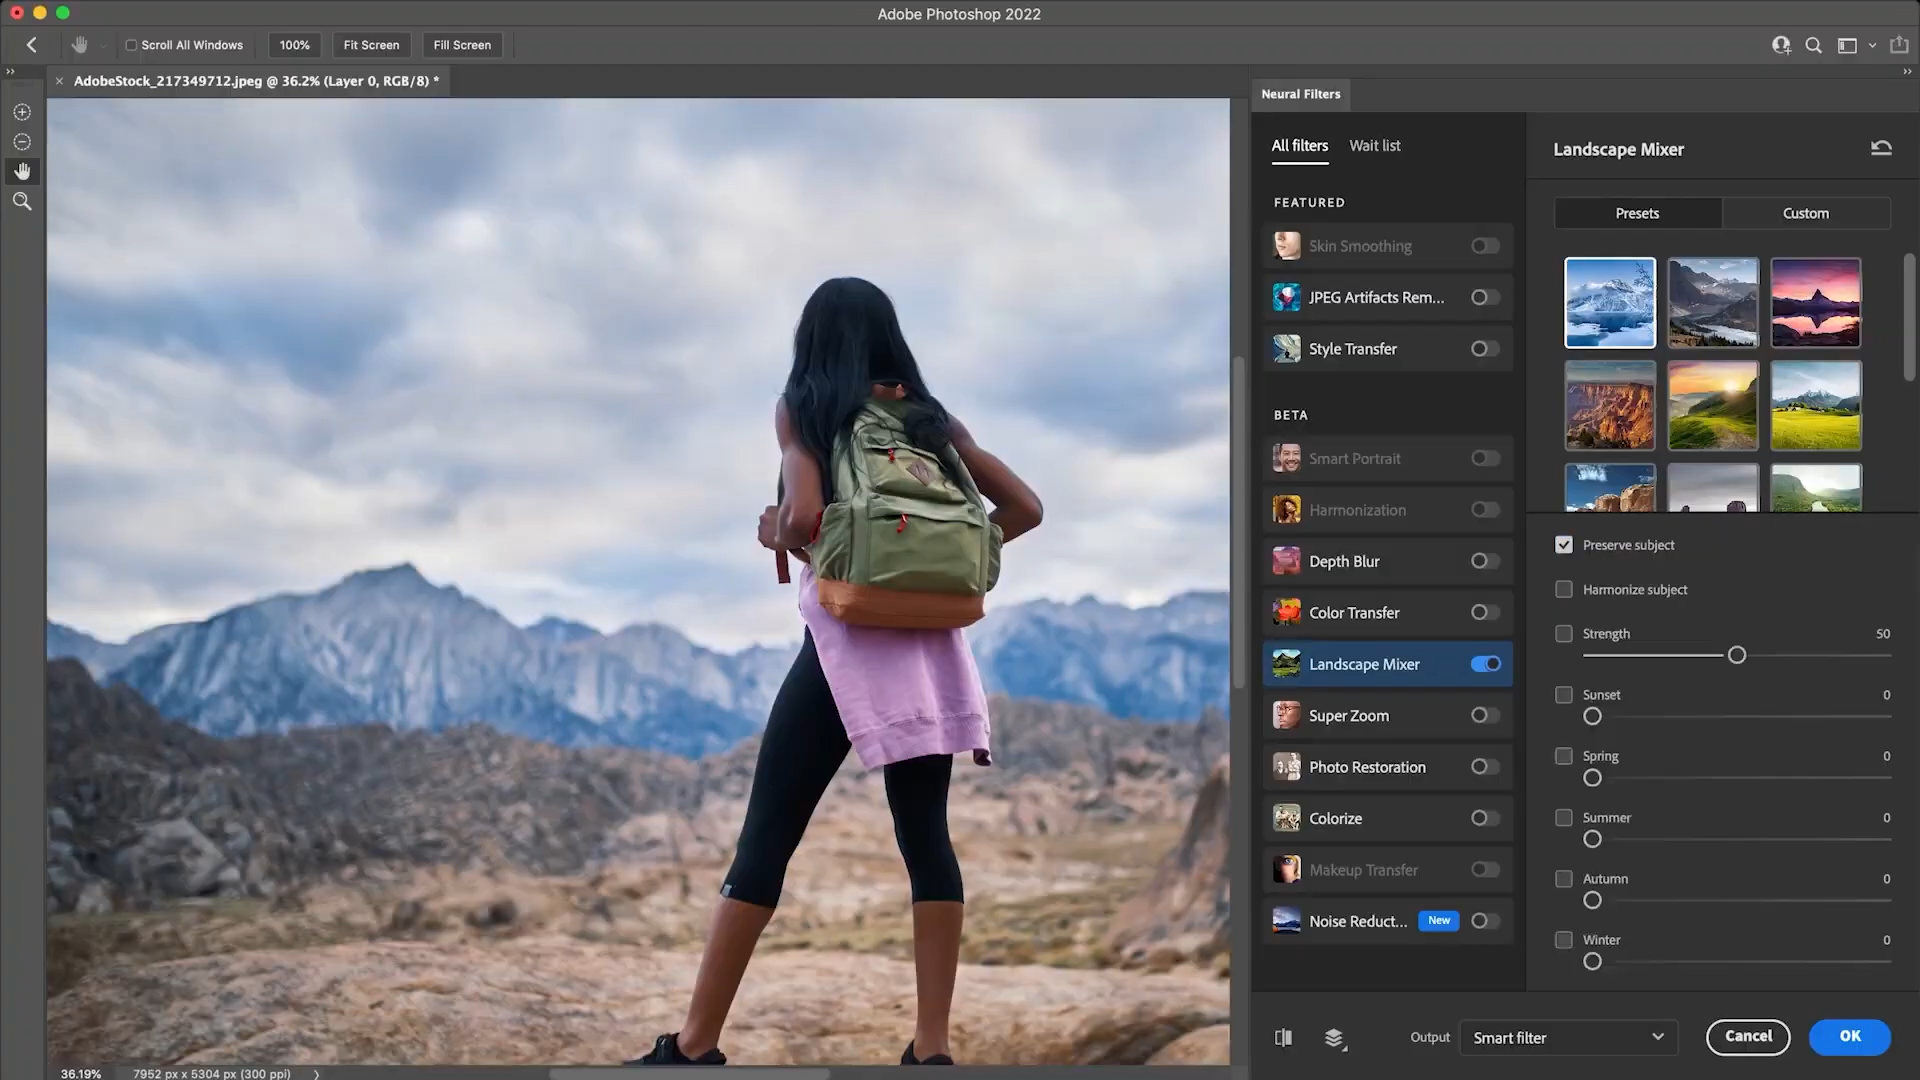 Adobe Photoshop 2022
Scroll All Windows
100%
Fit Screen
Fill Screen
AdobeStock_217349712.jpeg @ 36.2% (Layer 0, RGB/8) *
Neural Filters
All filters
Wait list
FEATURED
Skin Smoothing
JPEG Artifacts Rem...
Style Transfer
BETA
Smart Portrait
Harmonization
Depth Blur
Color Transfer
Landscape Mixer
Super Zoom
Photo Restoration
Colorize
Makeup Transfer
Noise Reduct... New
Landscape Mixer
Presets
Custom
Preserve subject
Harmonize subject
Strength 50
Sunset 0
Spring 0
Summer 0
Autumn 0
Winter 0
Output Smart filter
Cancel
OK
36.19% 7952 px x 5304 px (300 ppi)